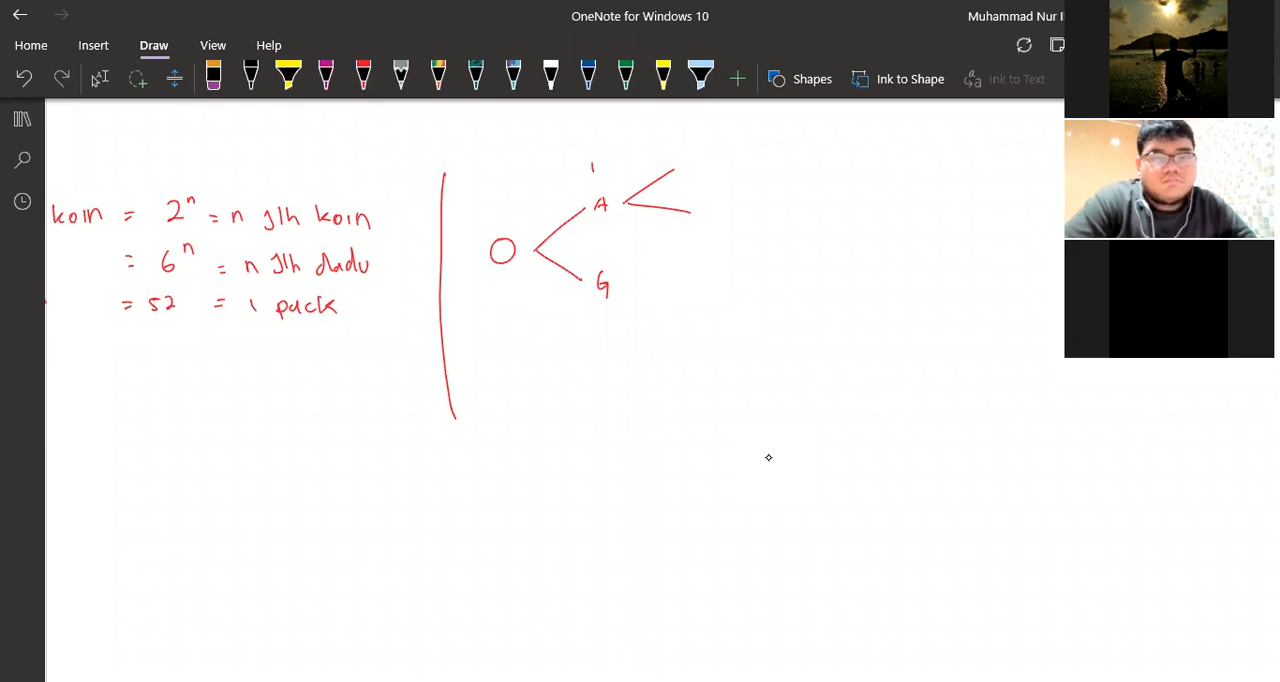 OneNote for Windows 10
Muhammad Nur I
Home Insert Draw View Help
Shapes Ink to Shape Ink to Text
koin = 2ⁿ = n Jlh koin
= 6ⁿ = n Jlh dadu
= 52 = 1 pack
1
O A
G